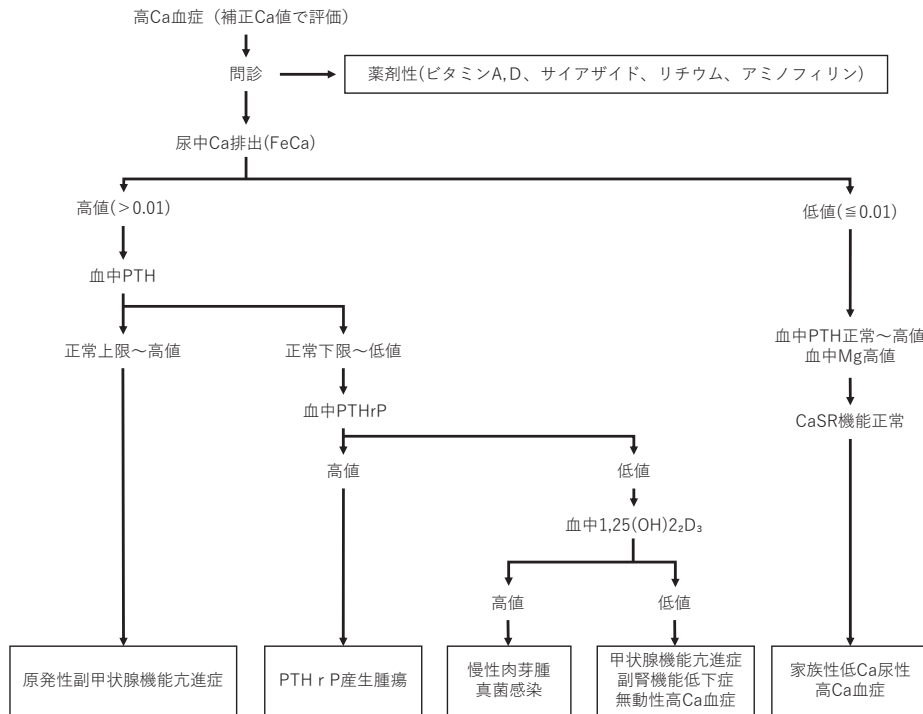 高Ca血症（補正Ca値で評価）
問診
薬剤性(ビタミンA,D、サイアザイド、リチウム、アミノフィリン)
尿中Ca排出(FeCa)
高値(＞0.01)
低値(≦0.01)
血中PTH
正常上限～高値
正常下限～低値
血中PTH正常～高値
血中Mg高値
血中PTHrP
CaSR機能正常
高値
低値
血中1,25(OH)2₂D₃
高値
低値
原発性副甲状腺機能亢進症
PTHｒP産生腫瘍
慢性肉芽腫
真菌感染
甲状腺機能亢進症
副腎機能低下症
無動性高Ca血症
家族性低Ca尿性
高Ca血症